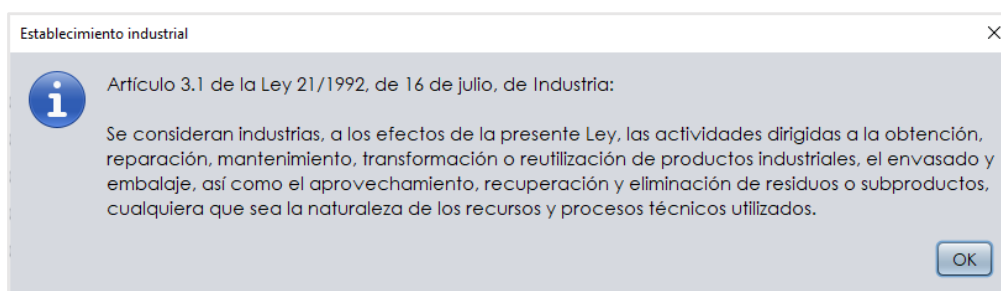 Establecimiento industrial
Artículo 3.1 de la Ley 21/1992, de 16 de julio, de Industria:
Se consideran industrias, a los efectos de la presente Ley, las actividades dirigidas a la obtención,
reparación, mantenimiento, transformación o reutilización de productos industriales, el envasado y
embalaje, así como el aprovechamiento, recuperación y eliminación de residuos o subproductos,
cualquiera que sea la naturaleza de los recursos y procesos técnicos utilizados.
OK